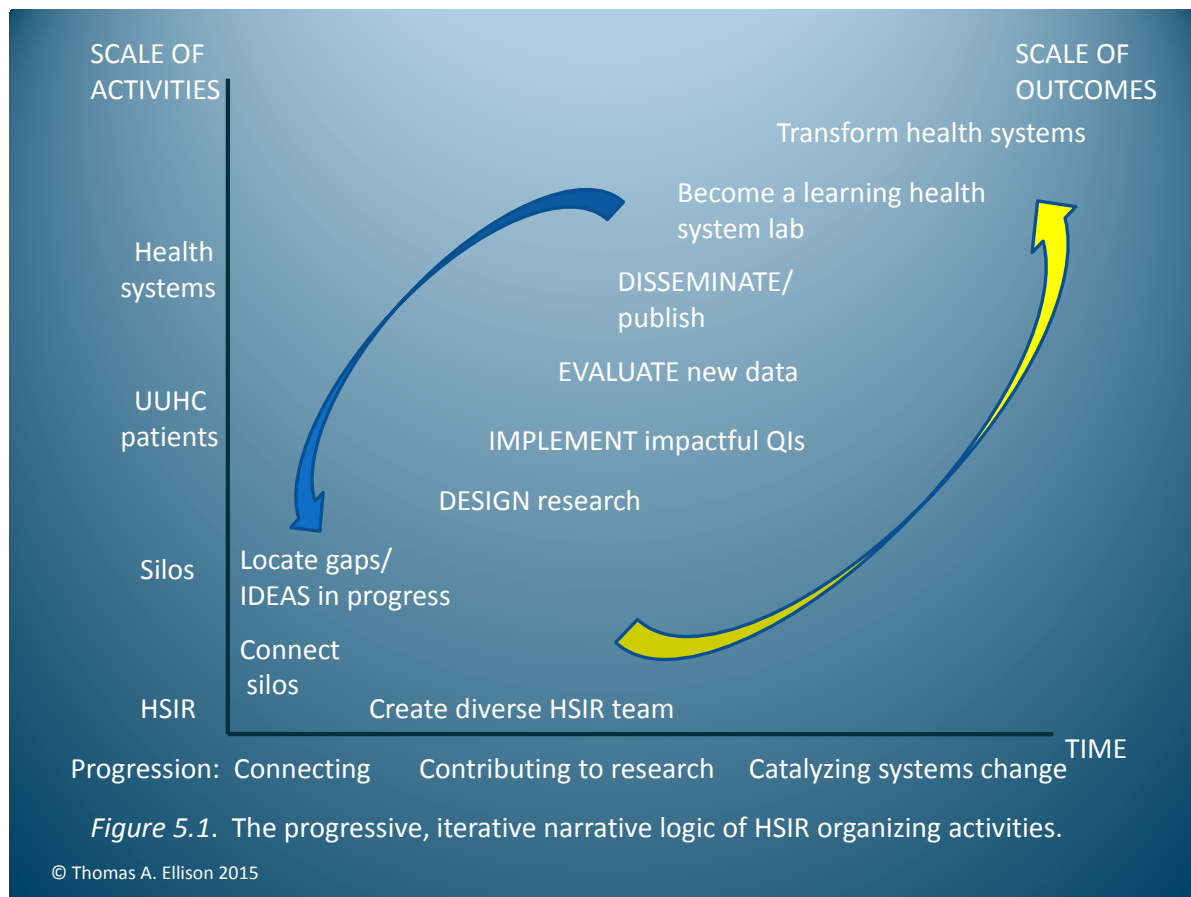 SCALE OF
ACTIVITIES
SCALE OF
OUTCOMES
Transform health systems
Become a learning health
system lab
Health
systems
DISSEMINATE/
publish
EVALUATE new data
UUHC
patients
IMPLEMENT impactful QIs
DESIGN research
Silos
Locate gaps/
IDEAS in progress
Connect
silos
HSIR
Create diverse HSIR team
TIME
Progression: Connecting Contributing to research Catalyzing systems change
Figure 5.1. The progressive, iterative narrative logic of HSIR organizing activities.
© Thomas A. Ellison 2015